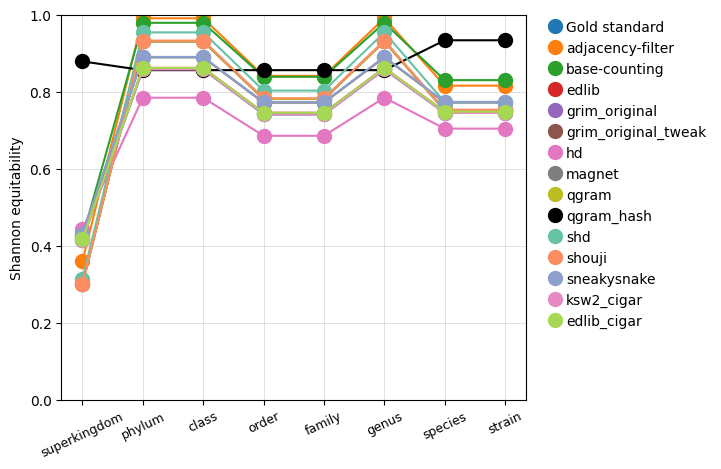 1.0
0.8
0.6
0.4
0.2
0.0
Shannon equitability
superkingdom
phylum
class
order
family
genus
species
strain
Gold standard
adjacency-filter
base-counting
edlib
grim_original
grim_original_tweak
hd
magnet
qgram
qgram_hash
shd
shouji
sneakysnake
ksw2_cigar
edlib_cigar